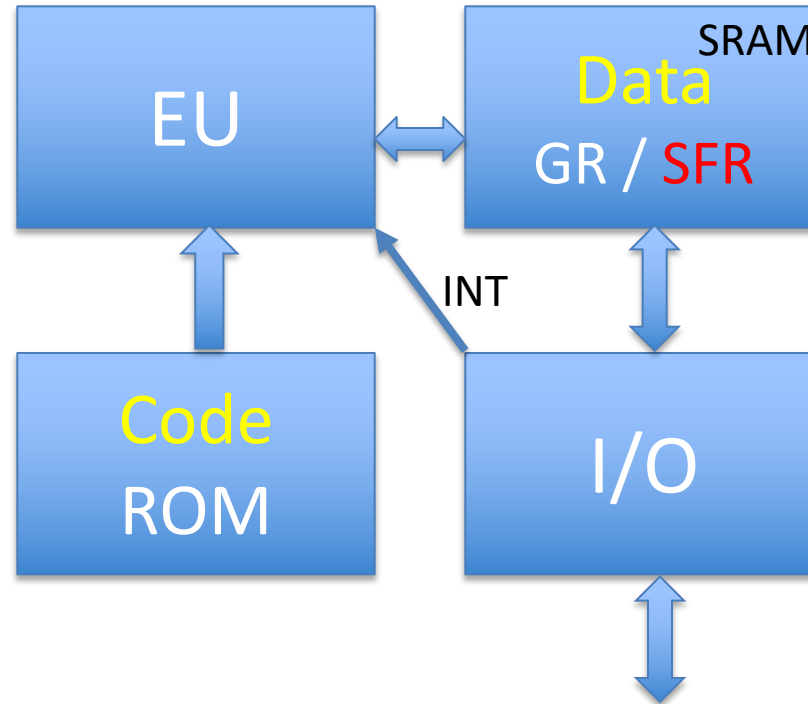 EU
SRAM
Data
GR / SFR
INT
Code
ROM
I/O